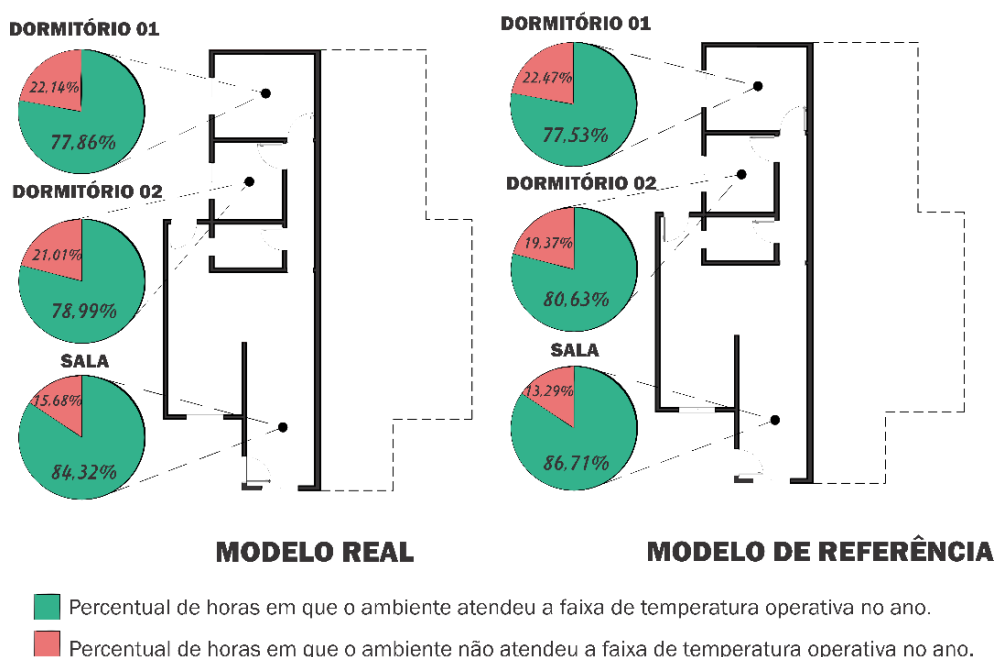 DORMITÓRIO 01
22,14%
77,86%
DORMITÓRIO 02
21,01%
78,99%
SALA
15.68%
84,32%
MODELO REAL
DORMITÓRIO 01
22,47%
77,53%
DORMITÓRIO 02
19,37%
80,63%
SALA
13,29%
86,71%
MODELO DE REFERÊNCIA
Percentual de horas em que o ambiente atendeu a faixa de temperatura operativa no ano.
Percentual de horas em que o ambiente não atendeu a faixa de temperatura operativa no ano.